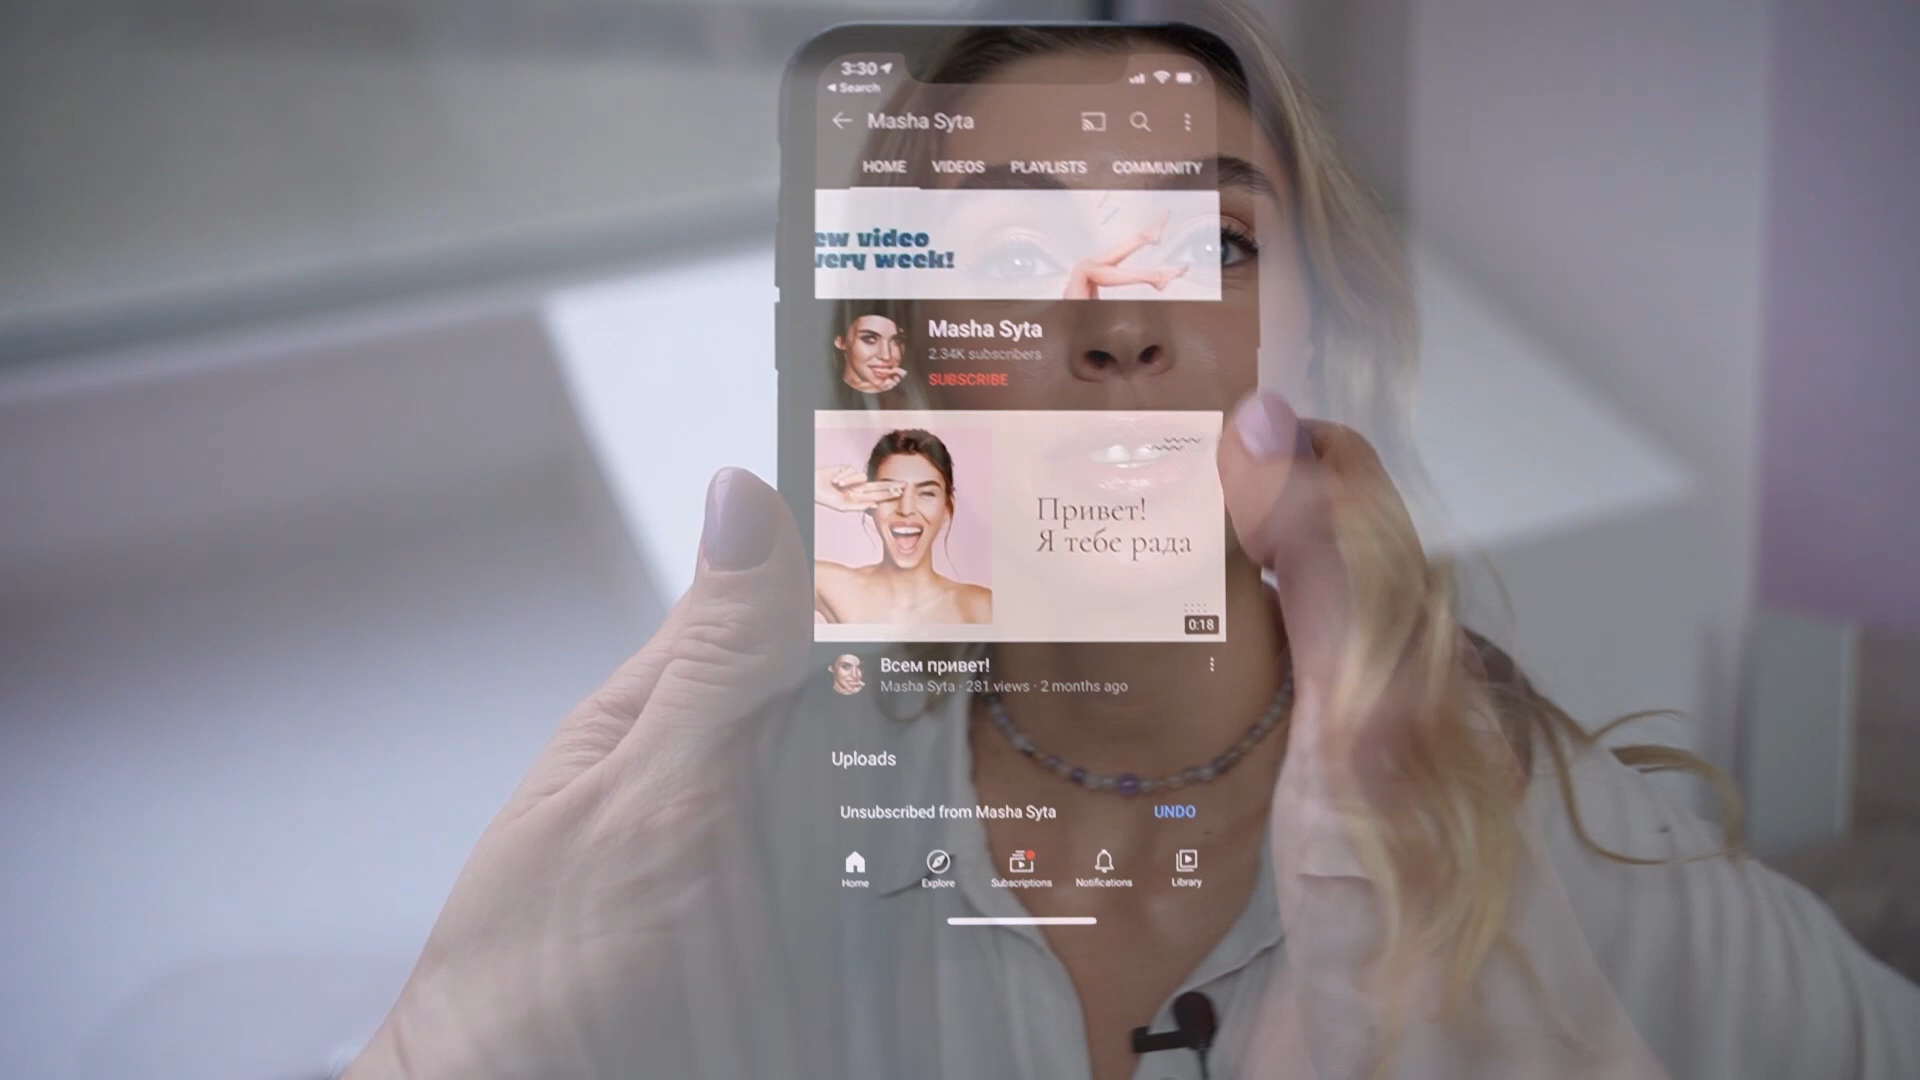 3:30
Search
Masha Syta
HOME VIDEOS PLAYLISTS COMMUNITY
ew video
very week!
Masha Syta
2.34K subscribers
SUBSCRIBE
Привет!
Я тебе рада
0:18
Всем привет!
Masha Syta · 281 views · 2 months ago
Uploads
Unsubscribed from Masha Syta UNDO
Home Explore Subscriptions Notifications Library